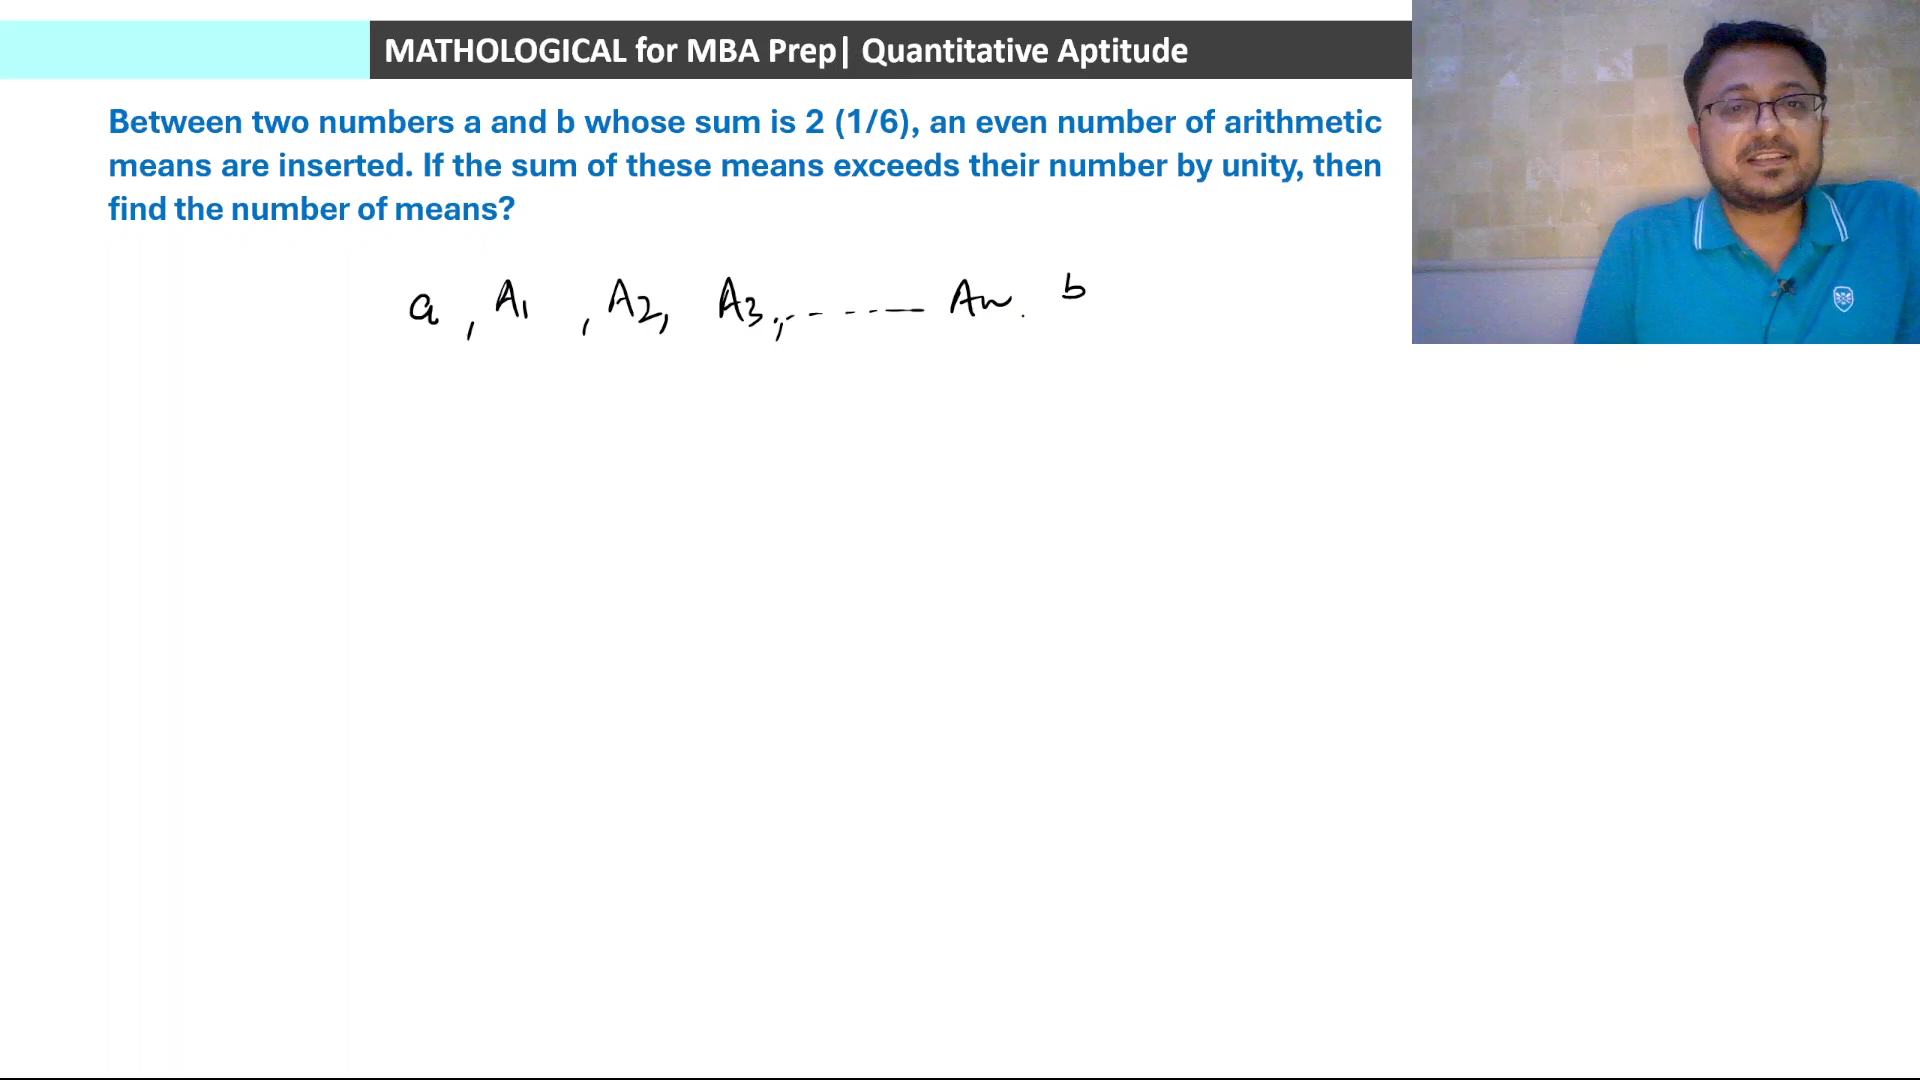 MATHOLOGICAL for MBA Prep| Quantitative Aptitude
Between two numbers a and b whose sum is 2 (1/6), an even number of arithmetic
means are inserted. If the sum of these means exceeds their number by unity, then
find the number of means?
a, A1, A2, A3, ........ An. b